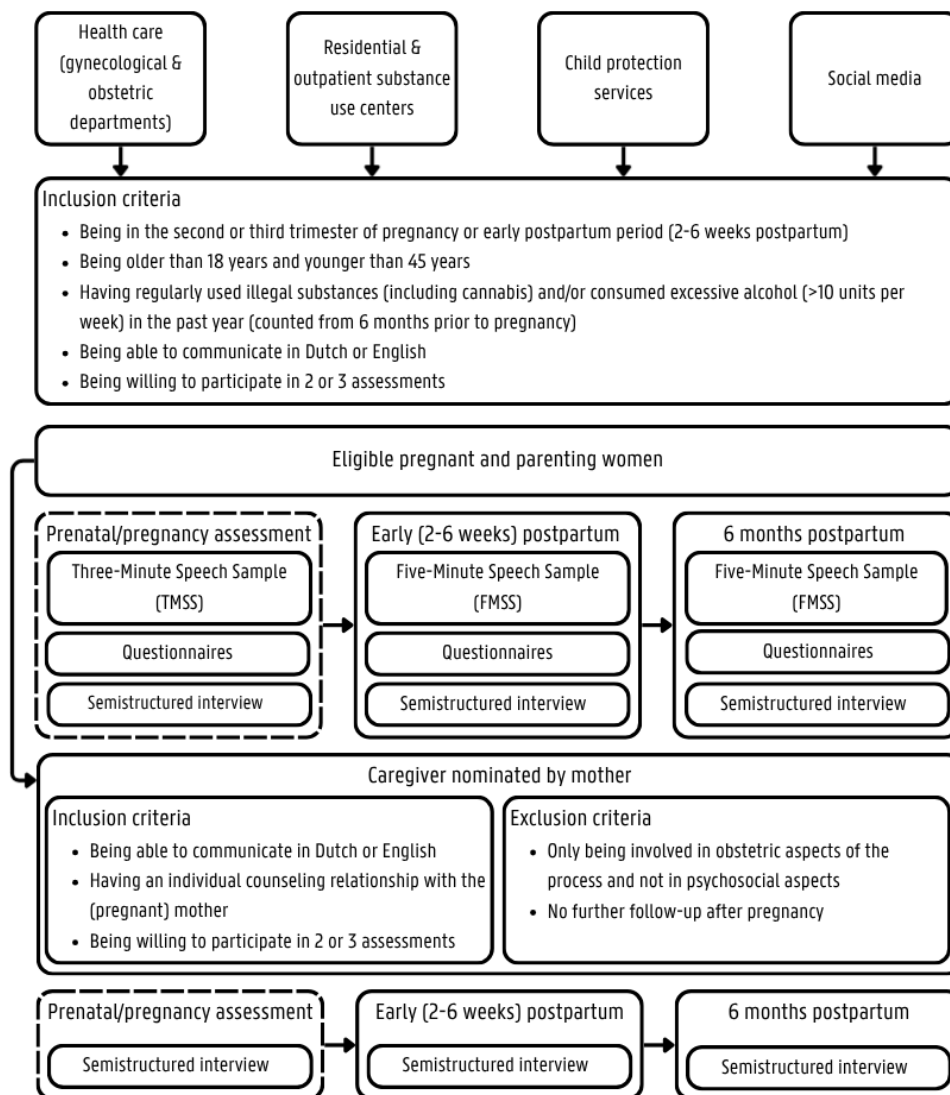 Health care
(gynecological &
obstetric
departments)
Residential &
outpatient substance
use centers
Child protection
services
Social media
Inclusion criteria
• Being in the second or third trimester of pregnancy or early postpartum period (2-6 weeks postpartum)
• Being older than 18 years and younger than 45 years
• Having regularly used illegal substances (including cannabis) and/or consumed excessive alcohol (>10 units per
week) in the past year (counted from 6 months prior to pregnancy)
• Being able to communicate in Dutch or English
• Being willing to participate in 2 or 3 assessments
Eligible pregnant and parenting women
Prenatal/pregnancy assessment
Three-Minute Speech Sample
(TMSS)
Questionnaires
Semistructured interview
Early (2-6 weeks) postpartum
Five-Minute Speech Sample
(FMSS)
Questionnaires
Semistructured interview
6 months postpartum
Five-Minute Speech Sample
(FMSS)
Questionnaires
Semistructured interview
Caregiver nominated by mother
Inclusion criteria
• Being able to communicate in Dutch or English
• Having an individual counseling relationship with the
(pregnant) mother
• Being willing to participate in 2 or 3 assessments
Exclusion criteria
• Only being involved in obstetric aspects of the
process and not in psychosocial aspects
• No further follow-up after pregnancy
Prenatal/pregnancy assessment
Semistructured interview
Early (2-6 weeks) postpartum
Semistructured interview
6 months postpartum
Semistructured interview